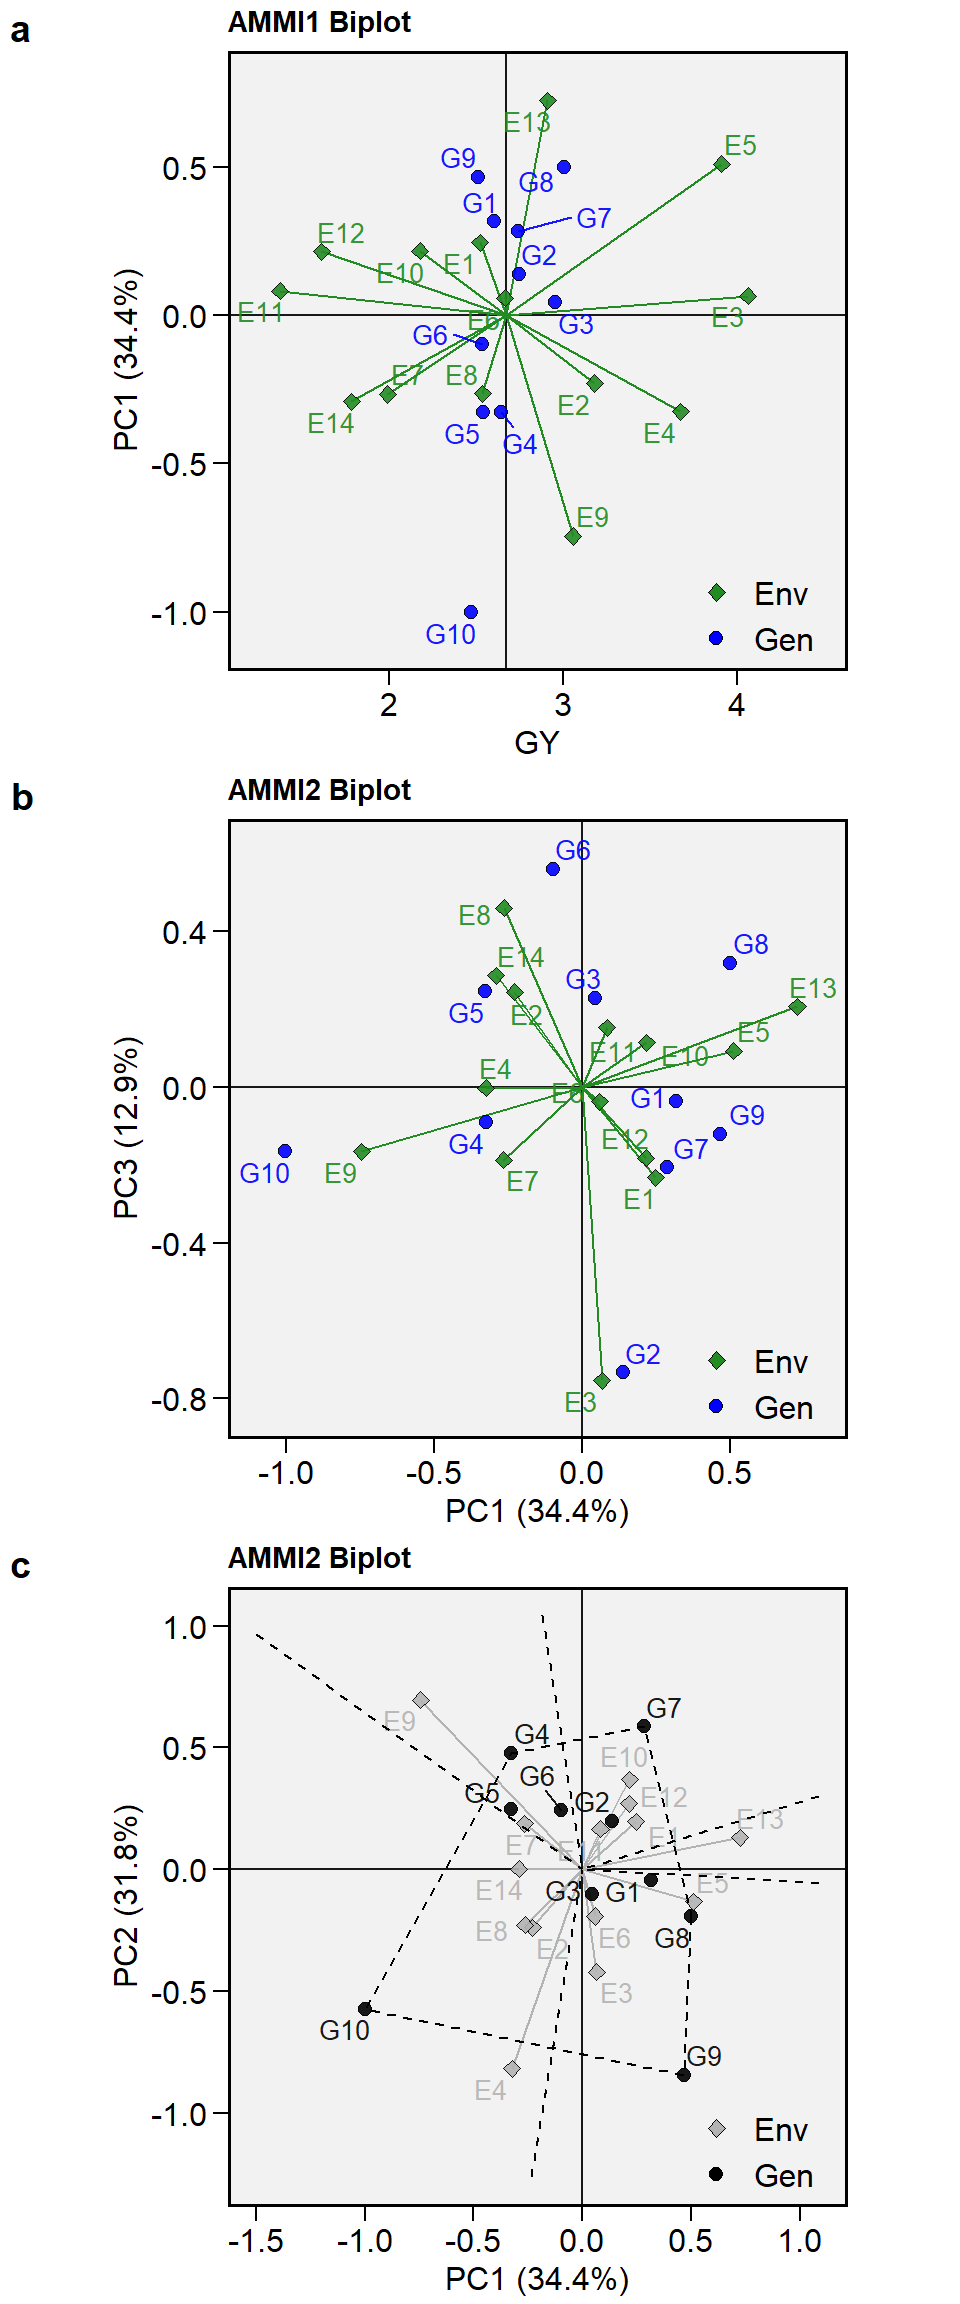 a
AMMI1 Biplot
E13
E5
G9
G8
G1
G7
E12
G2
E1
E10
E11
E6
G3
E3
G6
E7
E8
E2
E14
G5
G4
E4
E9
G10
0.5
0.0
-0.5
-1.0
PC1 (34.4%)
Env
Gen
2
3
4
GY
b
AMMI2 Biplot
G6
E8
G8
E14
G3
E13
G5
E2
E5
E11
E10
E4
E6
G1
G9
E12
G4
G7
G10
E9
E7
E1
G2
E3
0.4
0.0
-0.4
-0.8
PC3 (12.9%)
Env
Gen
-1.0
-0.5
0.0
0.5
PC1 (34.4%)
c
AMMI2 Biplot
G7
E9
G4
E10
G6
G5
G2
E12
E13
E1
E7
E11
G3
G1
E5
E14
E8
E2
E6
G8
E3
G10
G9
E4
1.0
0.5
0.0
-0.5
-1.0
PC2 (31.8%)
Env
Gen
-1.5
-1.0
-0.5
0.0
0.5
1.0
PC1 (34.4%)